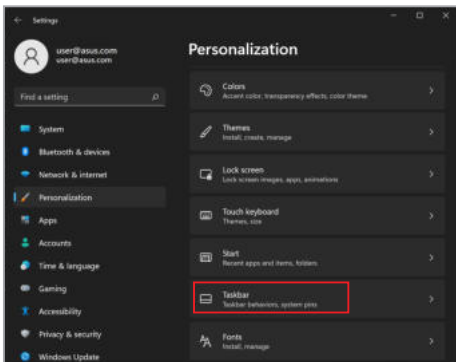 Settings
user@asus.com
user@asus.com
Find a setting
System
Bluetooth & devices
Network & internet
Personalization
Apps
Accounts
Time & language
Gaming
Accessibility
Privacy & security
Windows Update
Personalization
Colors
Accent color, transparency effects, color theme
Themes
Install, create, manage
Lock screen
Lock screen images, apps, animations
Touch keyboard
Themes, size
Start
Recent apps and items, folders
Taskbar
Taskbar behaviors, system pins
Fonts
Install, manage